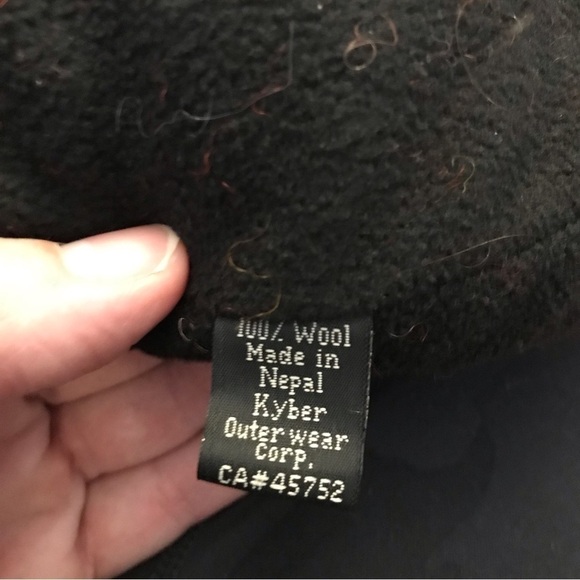 100% Wool
Made in
Nepal
Kyber
Outer wear
Corp.
CA#45752